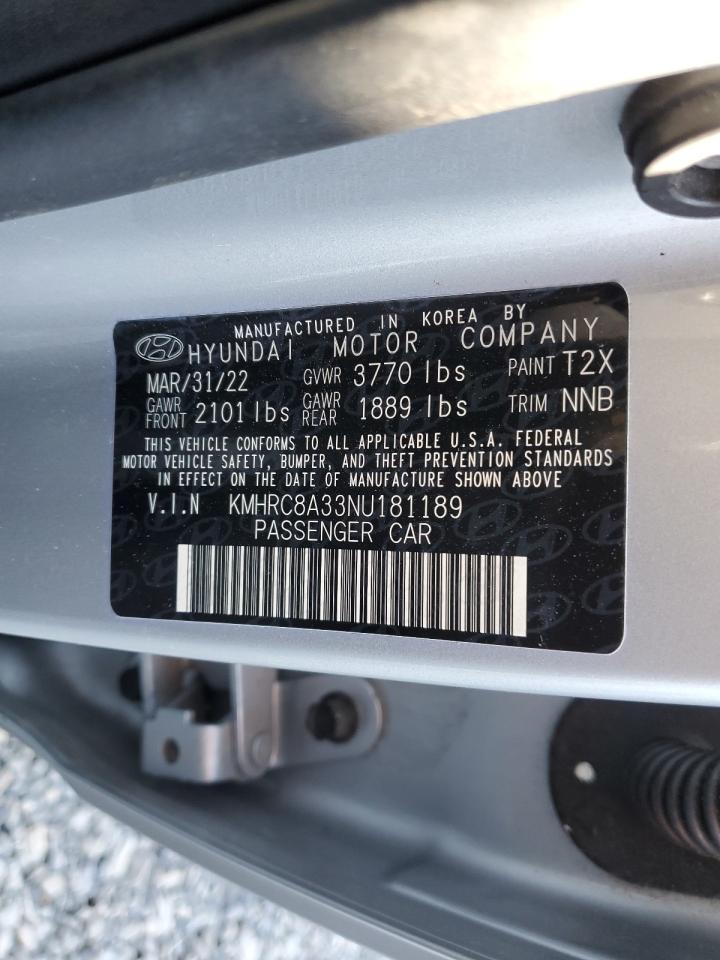 MANUFACTURED IN KOREA BY
HYUNDAI MOTOR COMPANY
MAR/31/22 GVWR 3770 lbs PAINT T2X
GAWR FRONT 2101 lbs GAWR REAR 1889 lbs TRIM NNB
THIS VEHICLE CONFORMS TO ALL APPLICABLE U.S.A. FEDERAL
MOTOR VEHICLE SAFETY, BUMPER, AND THEFT PREVENTION STANDARDS
IN EFFECT ON THE DATE OF MANUFACTURE SHOWN ABOVE
V.I.N KMHRC8A33NU181189
PASSENGER CAR